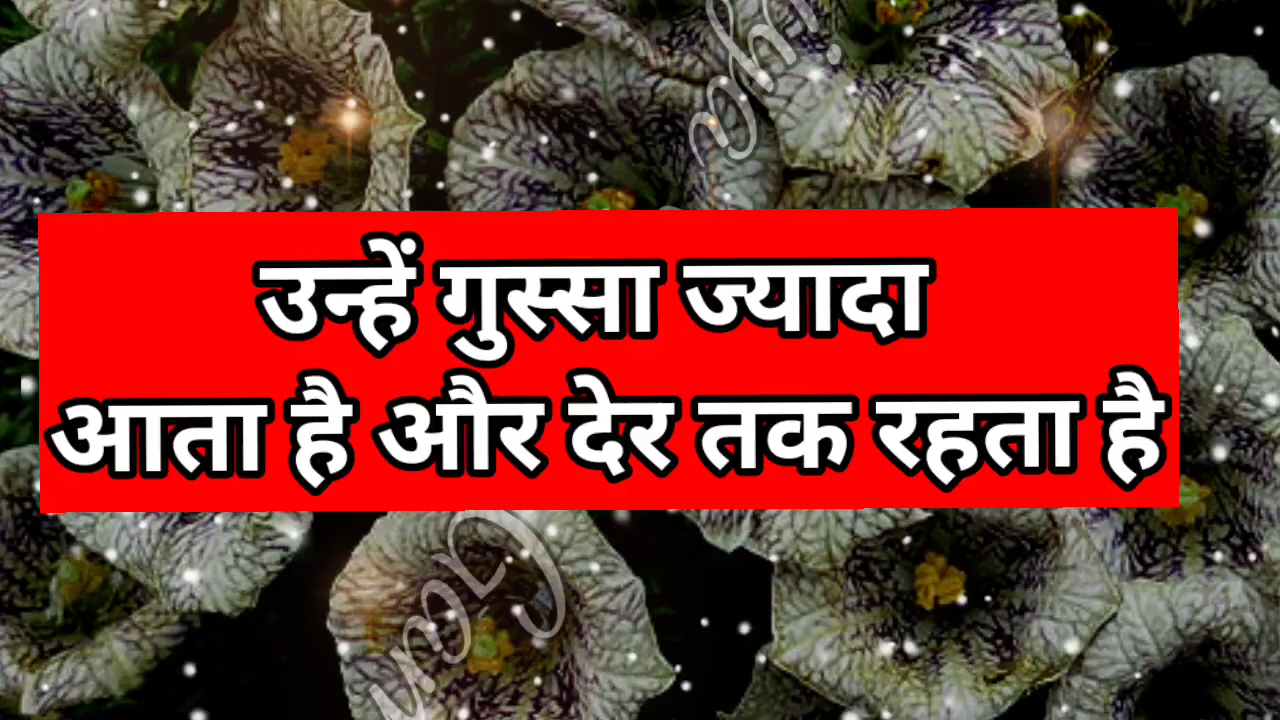 उन्हें गुस्सा ज्यादा
आता है और देर तक रहता है